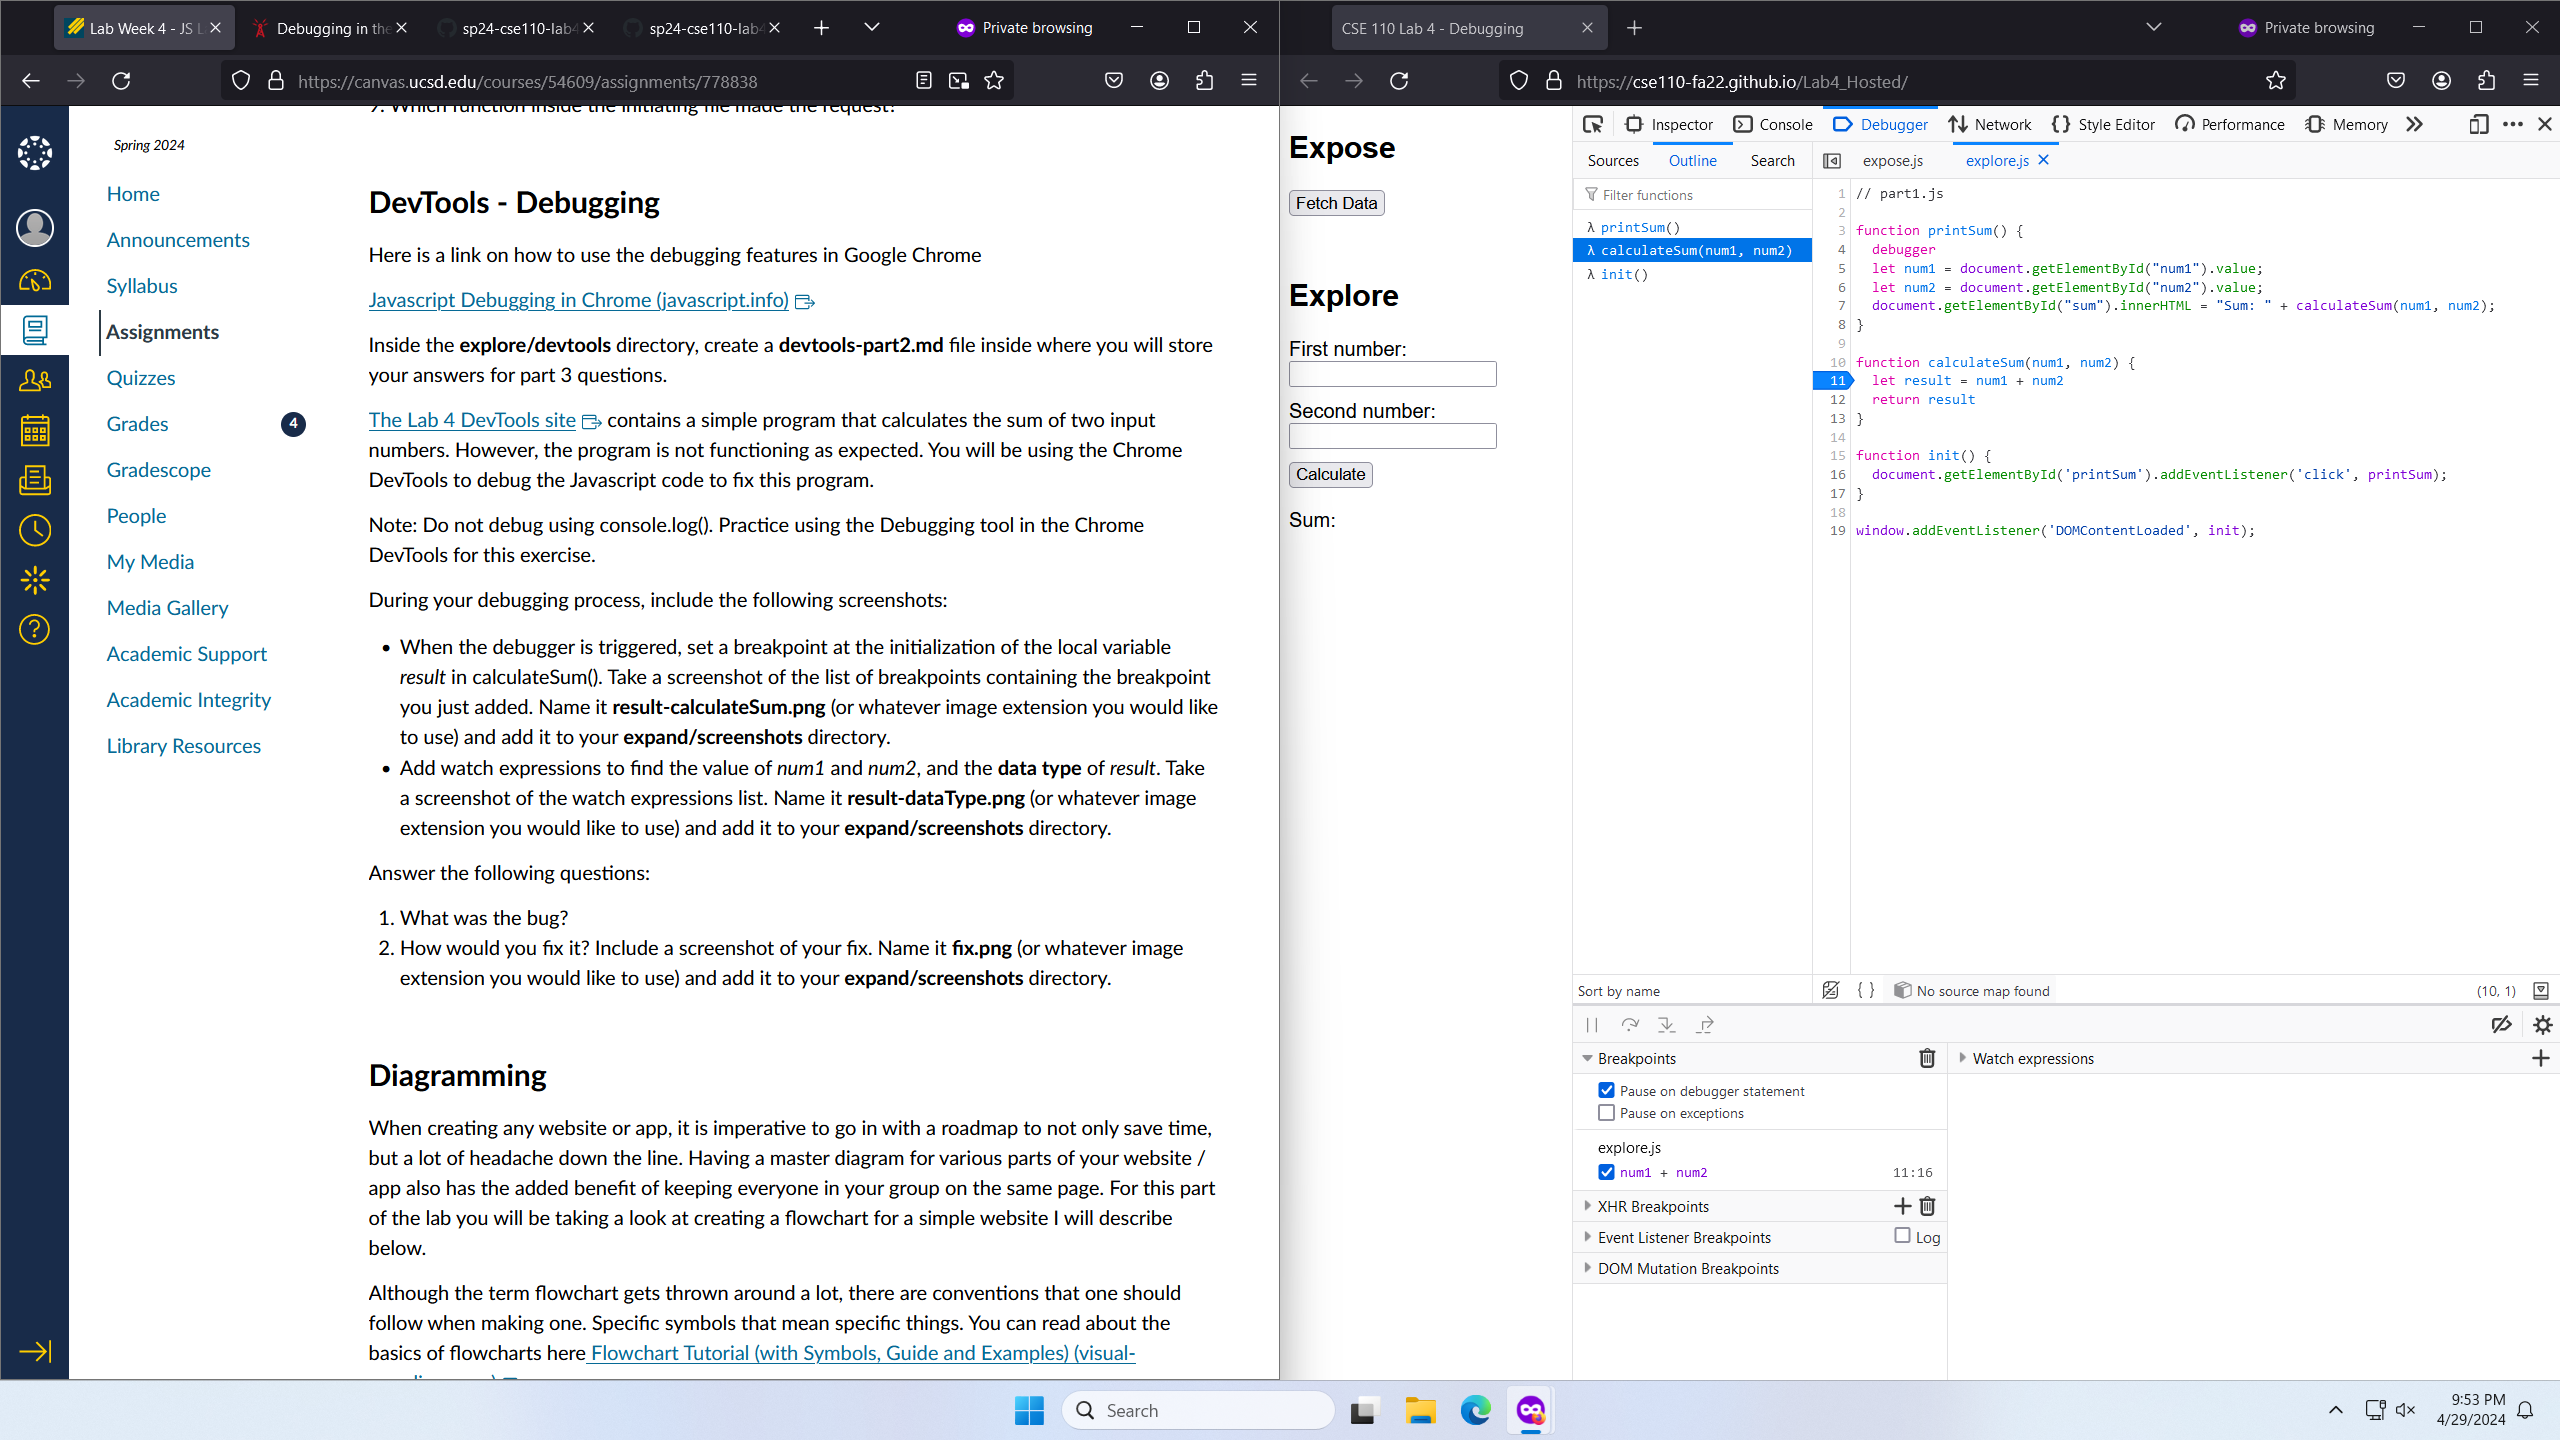 Lab Week 4 - JS L
Debugging in the
sp24-cse110-lab4
sp24-cse110-lab4
Private browsing
https://canvas.ucsd.edu/courses/54609/assignments/778838
Spring 2024
Home
Announcements
Syllabus
Assignments
Quizzes
Grades
4
Gradescope
People
My Media
Media Gallery
Academic Support
Academic Integrity
Library Resources
9. Which function inside the initiating file made the request?
DevTools - Debugging
Here is a link on how to use the debugging features in Google Chrome
Javascript Debugging in Chrome (javascript.info)
Inside the explore/devtools directory, create a devtools-part2.md file inside where you will store
your answers for part 3 questions.
The Lab 4 DevTools site contains a simple program that calculates the sum of two input
numbers. However, the program is not functioning as expected. You will be using the Chrome
DevTools to debug the Javascript code to fix this program.
Note: Do not debug using console.log(). Practice using the Debugging tool in the Chrome
DevTools for this exercise.
During your debugging process, include the following screenshots:
• When the debugger is triggered, set a breakpoint at the initialization of the local variable
result in calculateSum(). Take a screenshot of the list of breakpoints containing the breakpoint
you just added. Name it result-calculateSum.png (or whatever image extension you would like
to use) and add it to your expand/screenshots directory.
• Add watch expressions to find the value of num1 and num2, and the data type of result. Take
a screenshot of the watch expressions list. Name it result-dataType.png (or whatever image
extension you would like to use) and add it to your expand/screenshots directory.
Answer the following questions:
1. What was the bug?
2. How would you fix it? Include a screenshot of your fix. Name it fix.png (or whatever image
extension you would like to use) and add it to your expand/screenshots directory.
Diagramming
When creating any website or app, it is imperative to go in with a roadmap to not only save time,
but a lot of headache down the line. Having a master diagram for various parts of your website /
app also has the added benefit of keeping everyone in your group on the same page. For this part
of the lab you will be taking a look at creating a flowchart for a simple website I will describe
below.
Although the term flowchart gets thrown around a lot, there are conventions that one should
follow when making one. Specific symbols that mean specific things. You can read about the
basics of flowcharts here Flowchart Tutorial (with Symbols, Guide and Examples) (visual-
CSE 110 Lab 4 - Debugging
Private browsing
https://cse110-fa22.github.io/Lab4_Hosted/
Expose
Fetch Data
Explore
First number:
Second number:
Calculate
Sum:
Inspector
Console
Debugger
Network
Style Editor
Performance
Memory
Sources
Outline
Search
expose.js
explore.js
Filter functions
λ printSum()
λ calculateSum(num1, num2)
λ init()
1 // part1.js
2
3 function printSum() {
4 debugger
5 let num1 = document.getElementById("num1").value;
6 let num2 = document.getElementById("num2").value;
7 document.getElementById("sum").innerHTML = "Sum: " + calculateSum(num1, num2);
8 }
9
10 function calculateSum(num1, num2) {
11 let result = num1 + num2
12 return result
13 }
14
15 function init() {
16 document.getElementById('printSum').addEventListener('click', printSum);
17 }
18
19 window.addEventListener('DOMContentLoaded', init);
Sort by name
{ }
No source map found
(10, 1)
Breakpoints
Pause on debugger statement
Pause on exceptions
explore.js
num1 + num2
11:16
XHR Breakpoints
Event Listener Breakpoints
Log
DOM Mutation Breakpoints
Watch expressions
Search
9:53 PM
4/29/2024